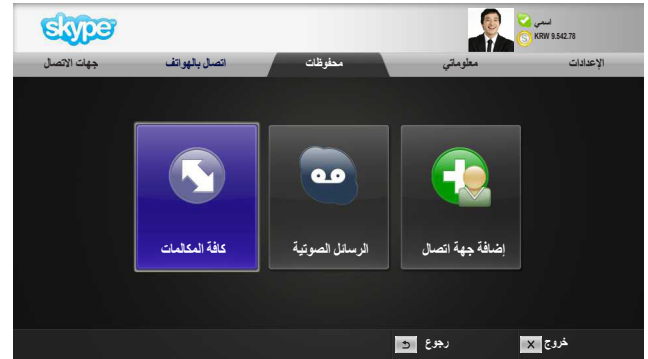 skype
اسمي
KRW 9.542.78
جهات الاتصال
اتصال بالهواتف
محفوظات
معلوماتي
الإعدادات
كافة المكالمات
الرسائل الصوتية
إضافة جهة اتصال
رجوع
خروج X